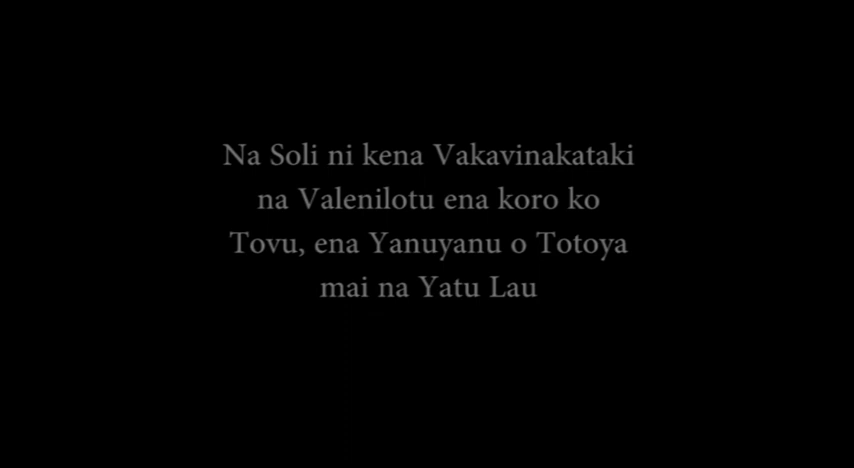 Na Soli ni kena Vakavinakataki
na Valenilotu ena koro ko
Tovu, ena Yanuyanu o Totoya
mai na Yatu Lau